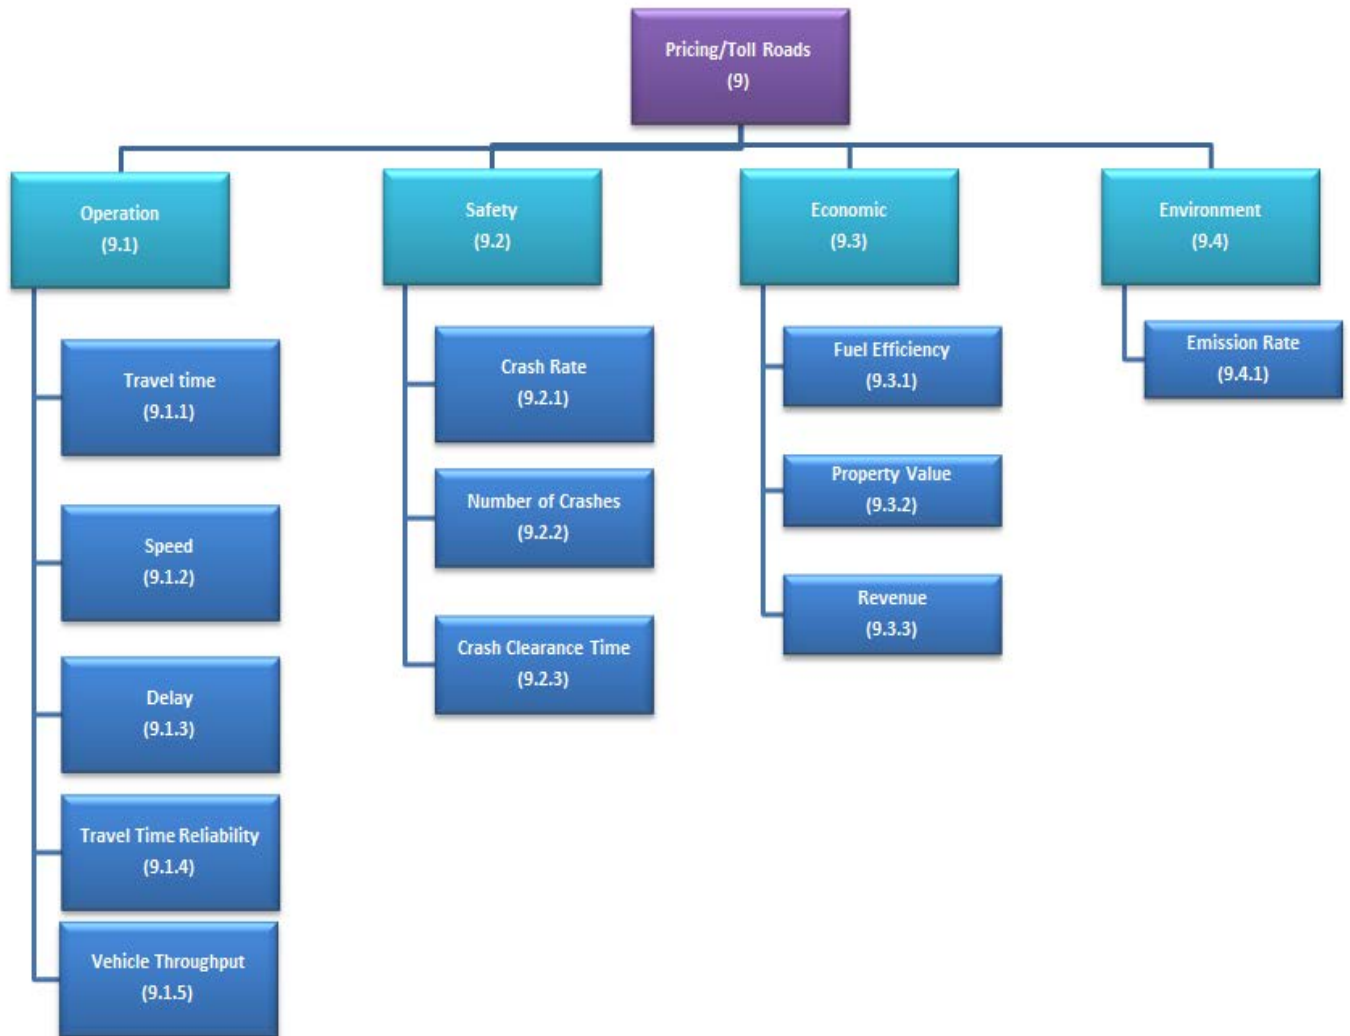 Pricing/Toll Roads
(9)
Operation
(9.1)
Safety
(9.2)
Economic
(9.3)
Environment
(9.4)
Travel time
(9.1.1)
Speed
(9.1.2)
Delay
(9.1.3)
Travel Time Reliability
(9.1.4)
Vehicle Throughput
(9.1.5)
Crash Rate
(9.2.1)
Number of Crashes
(9.2.2)
Crash Clearance Time
(9.2.3)
Fuel Efficiency
(9.3.1)
Property Value
(9.3.2)
Revenue
(9.3.3)
Emission Rate
(9.4.1)